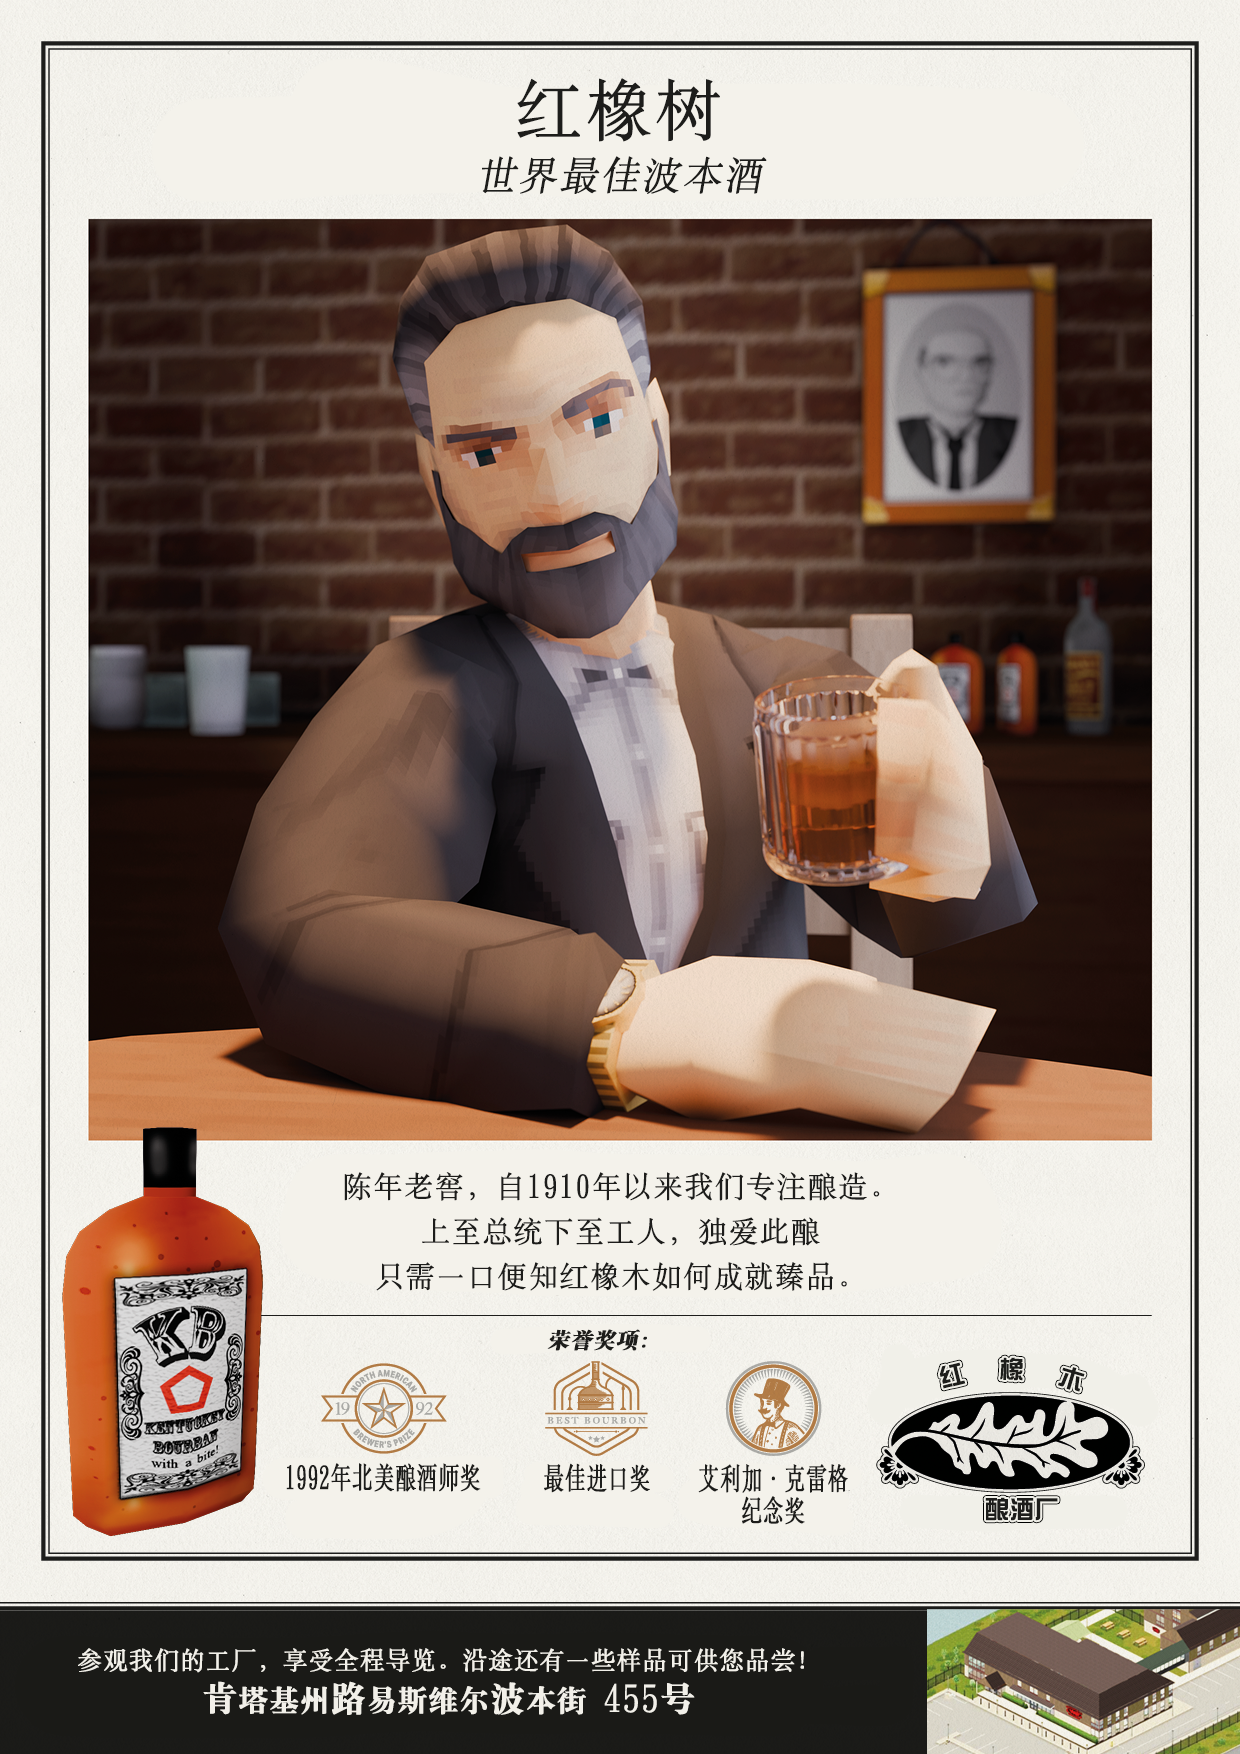 红橡树
世界最佳波本酒
陈年老窖，自1910年以来我们专注酿造。
上至总统下至工人，独爱此酿
只需一口便知红橡木如何成就臻品。
KB
KENTUCKEY
BOURBAN
with a bite!
荣誉奖项：
NORTH AMERICAN
19 92
BREWER'S PRIZE
1992年北美酿酒师奖
BEST BOURBON
最佳进口奖
艾利加·克雷格
纪念奖
红橡木
酿酒厂
参观我们的工厂，享受全程导览。沿途还有一些样品可供您品尝！
肯塔基州路易斯维尔波本街 455号